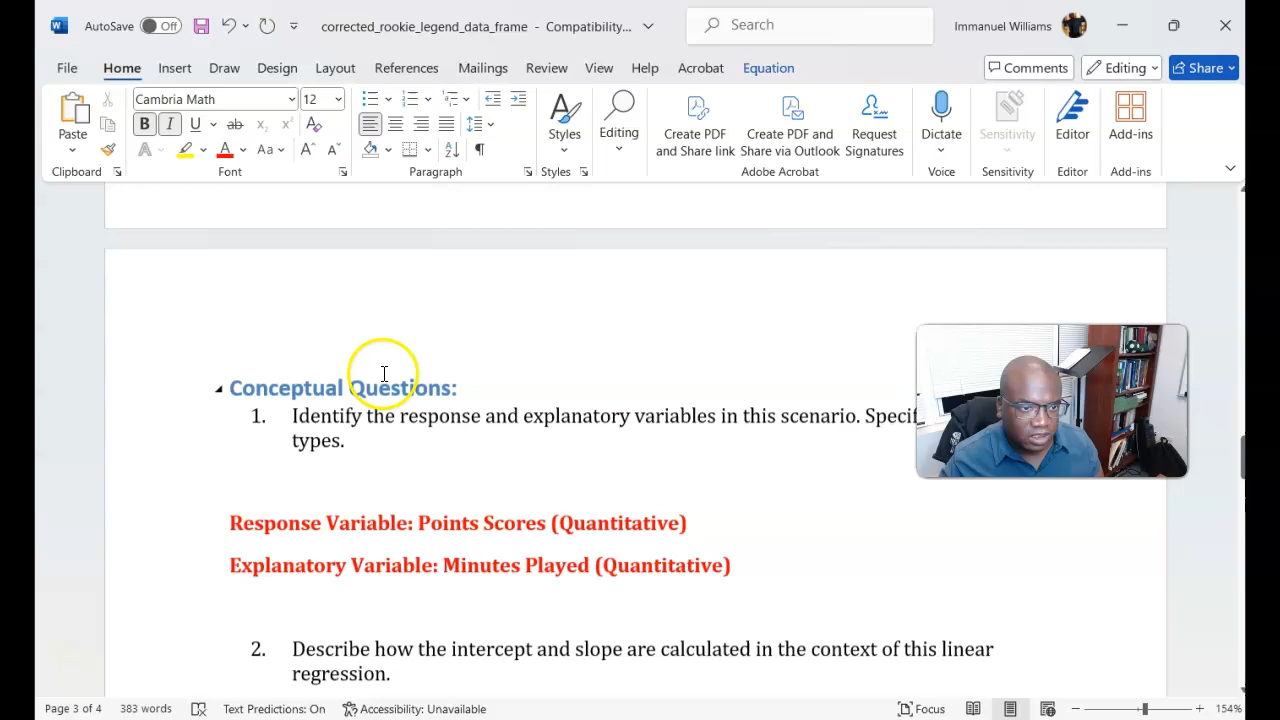 AutoSave Off corrected_rookie_legend_data_frame - Compatibility... Search Immanuel Williams
File Home Insert Draw Design Layout References Mailings Review View Help Acrobat Equation Comments Editing Share
Cambria Math 12
Paste
Styles
Editing
Create PDF and Share link
Create PDF and Share via Outlook
Request Signatures
Dictate
Sensitivity
Editor
Add-ins
Clipboard Font Paragraph Styles Adobe Acrobat Voice Sensitivity Editor Add-ins
Conceptual Questions:
1. Identify the response and explanatory variables in this scenario.
types.
Response Variable: Points Scores (Quantitative)
Explanatory Variable: Minutes Played (Quantitative)
2. Describe how the intercept and slope are calculated in the context of this linear
regression.
Page 3 of 4 383 words Text Predictions: On Accessibility: Unavailable Focus 154%